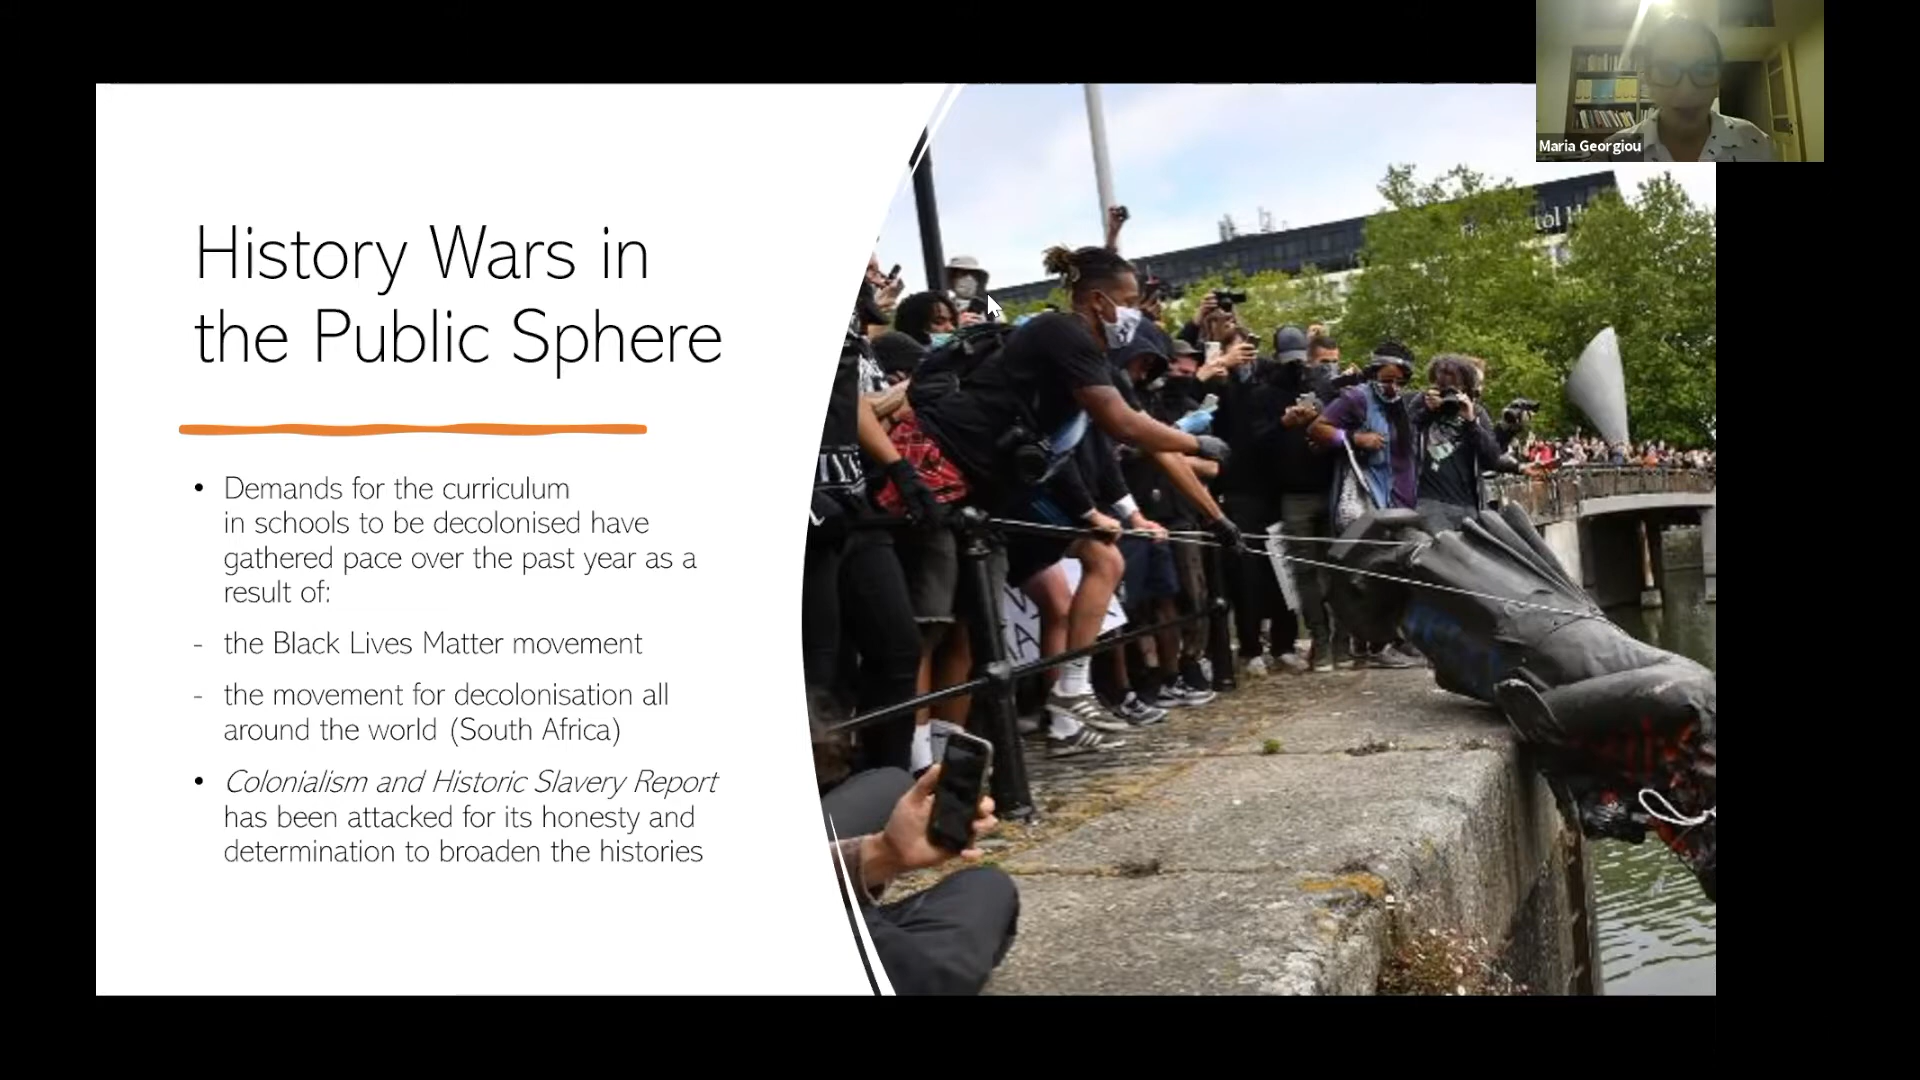 Maria Georgiou
History Wars in
the Public Sphere
• Demands for the curriculum
in schools to be decolonised have
gathered pace over the past year as a
result of:
- the Black Lives Matter movement
- the movement for decolonisation all
around the world (South Africa)
• Colonialism and Historic Slavery Report
has been attacked for its honesty and
determination to broaden the histories